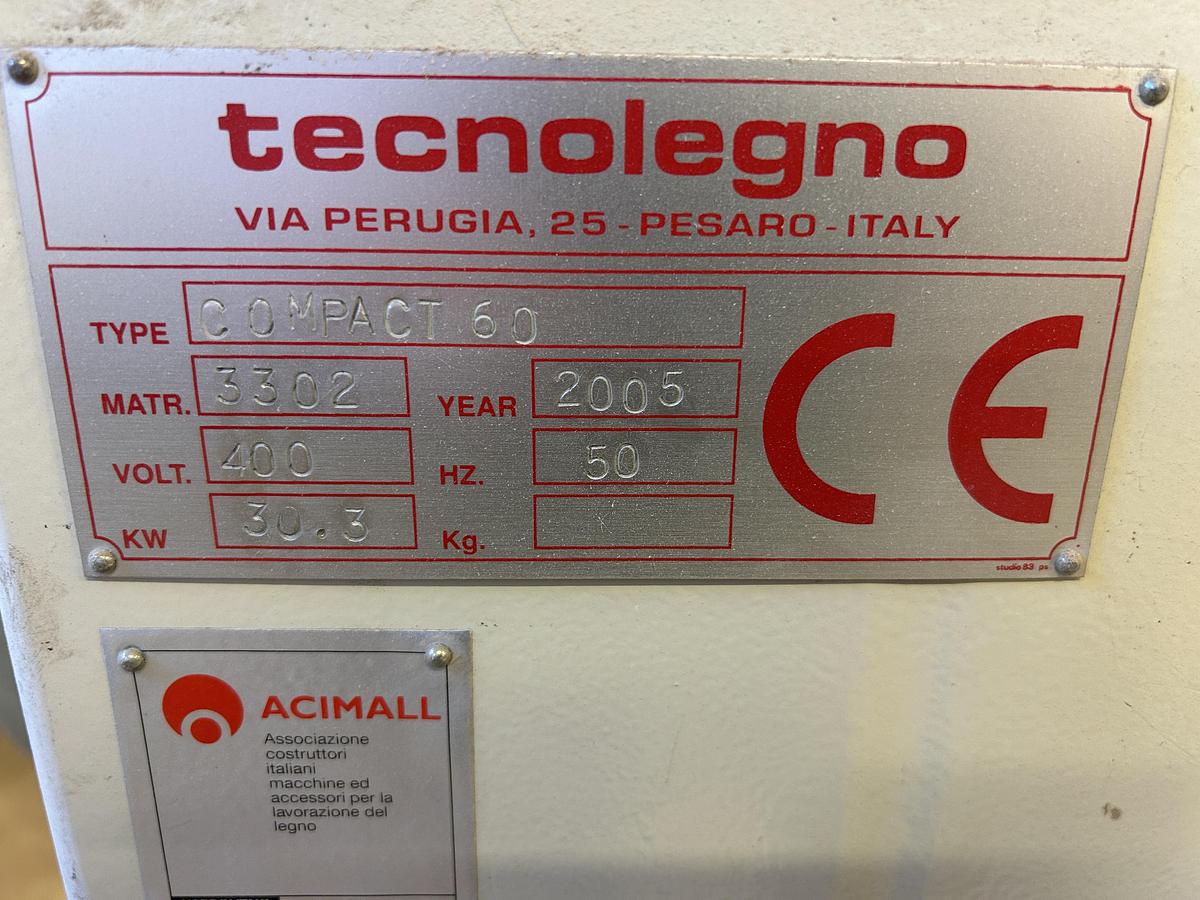 tecnolegno
VIA PERUGIA, 25 - PESARO - ITALY
TYPE COMPACT 60
MATR. 3302 YEAR 2005
VOLT. 400 HZ. 50
KW 30.3 Kg.
CE
studio 83 ps
ACIMALL
Associazione
costruttori
italiani
macchine ed
accessori per la
lavorazione del
legno